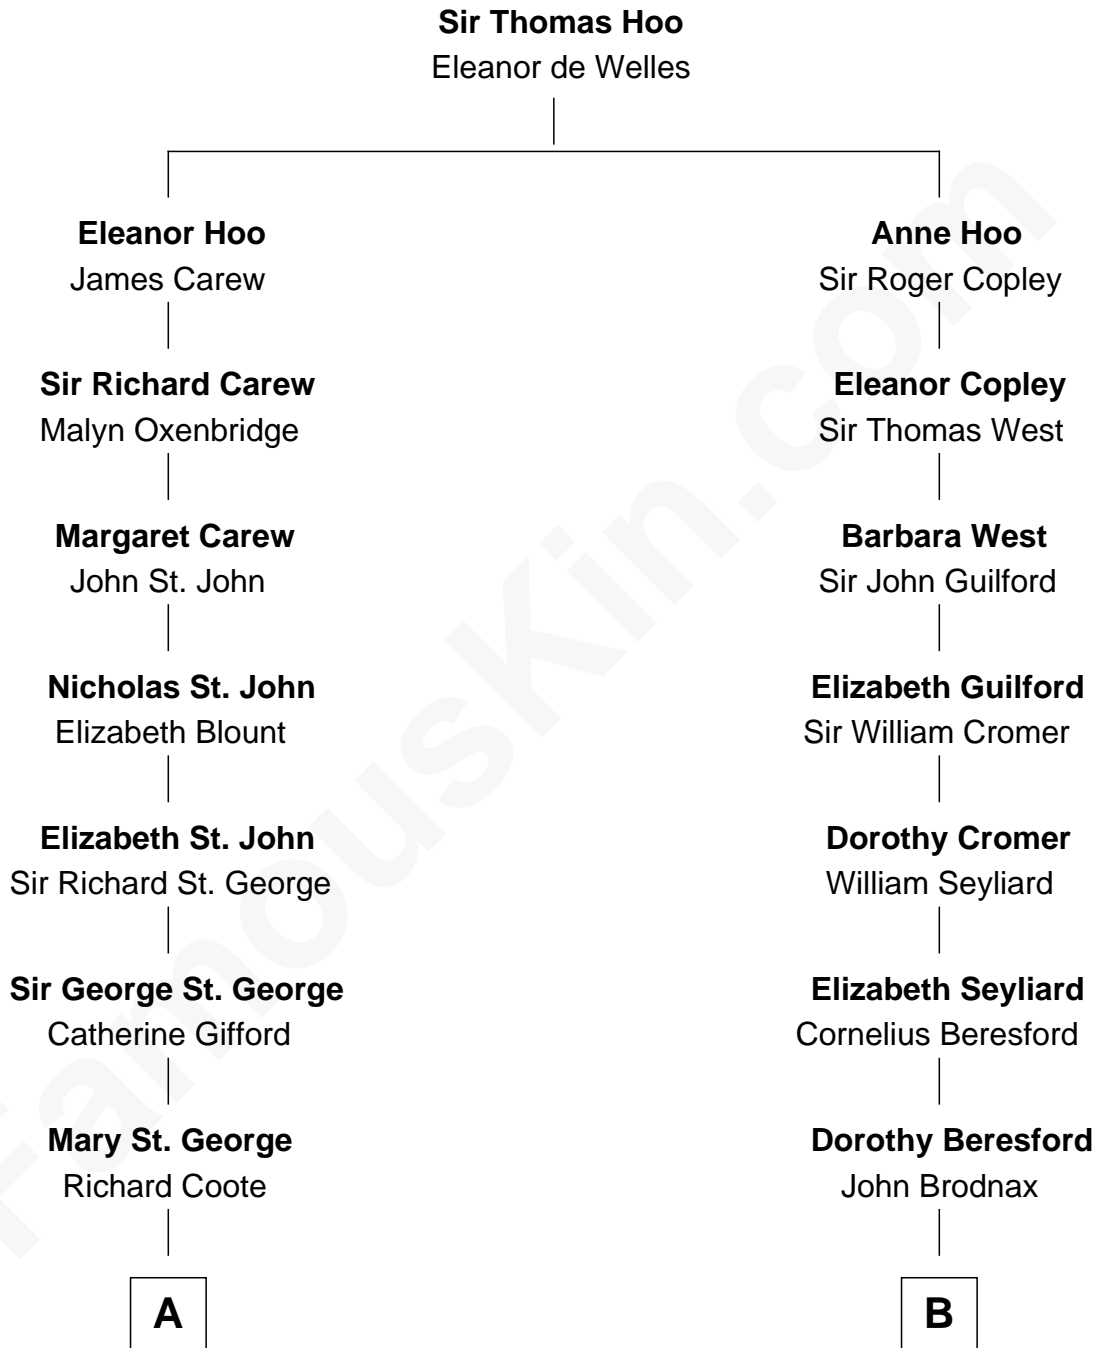 Sir Thomas Hoo
Eleanor de Welles
Eleanor Hoo
James Carew
Sir Richard Carew
Malyn Oxenbridge
Margaret Carew
John St. John
Nicholas St. John
Elizabeth Blount
Elizabeth St. John
Sir Richard St. George
Sir George St. George
Catherine Gifford
Mary St. George
Richard Coote
A
Anne Hoo
Sir Roger Copley
Eleanor Copley
Sir Thomas West
Barbara West
Sir John Guilford
Elizabeth Guilford
Sir William Cromer
Dorothy Cromer
William Seyliard
Elizabeth Seyliard
Cornelius Beresford
Dorothy Beresford
John Brodnax
B
FamousKin.com